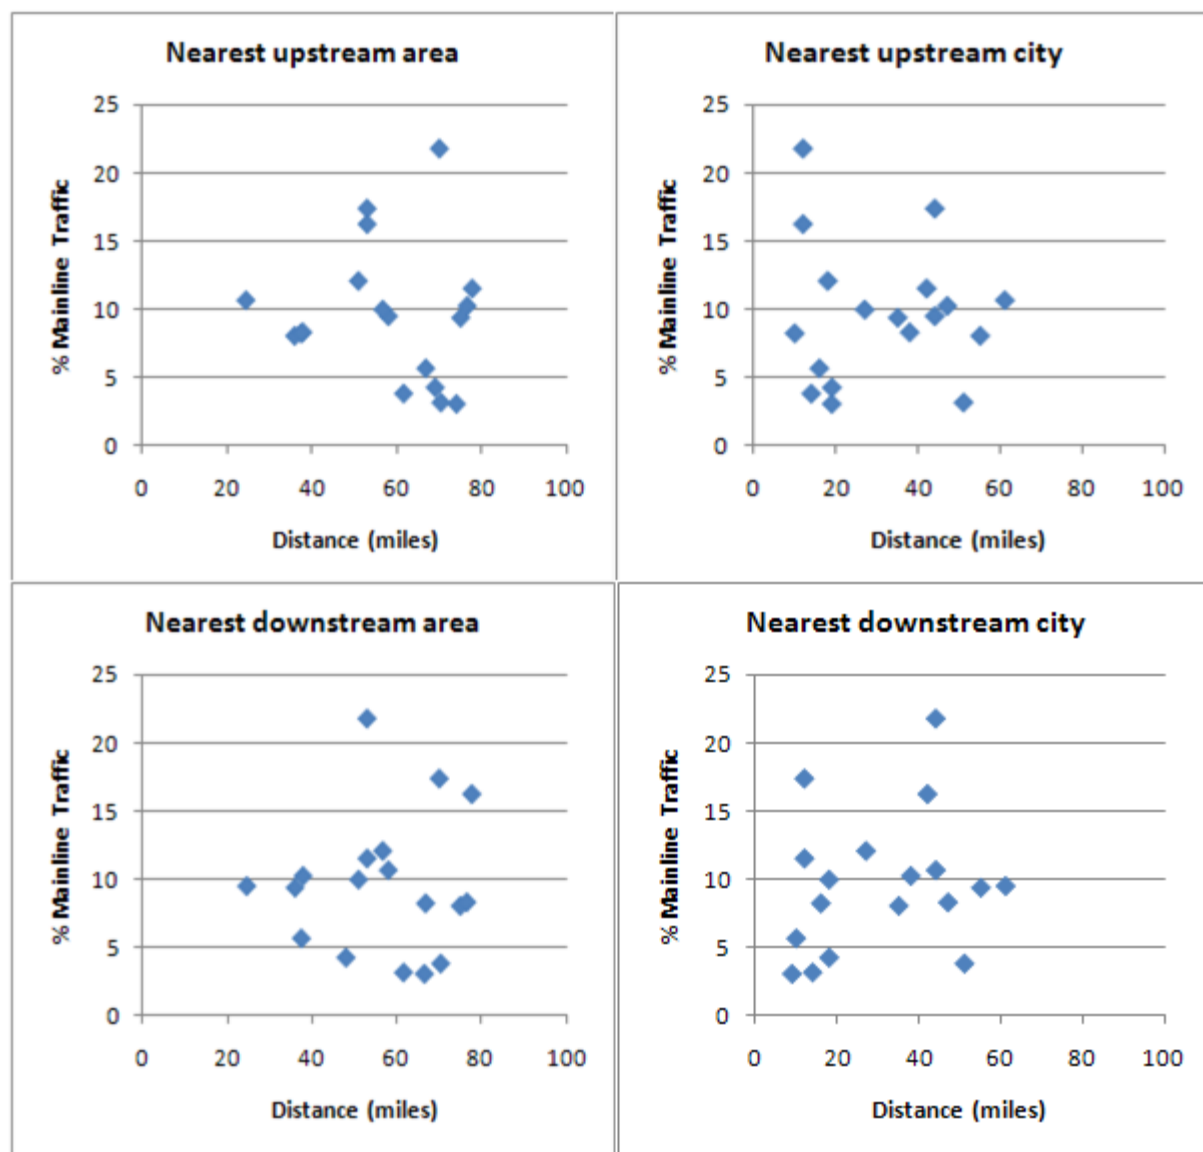 Nearest upstream area
% Mainline Traffic
25
20
15
10
5
0
0 20 40 60 80 100
Distance (miles)
Nearest upstream city
% Mainline Traffic
25
20
15
10
5
0
0 20 40 60 80 100
Distance (miles)
Nearest downstream area
% Mainline Traffic
25
20
15
10
5
0
0 20 40 60 80 100
Distance (miles)
Nearest downstream city
% Mainline Traffic
25
20
15
10
5
0
0 20 40 60 80 100
Distance (miles)